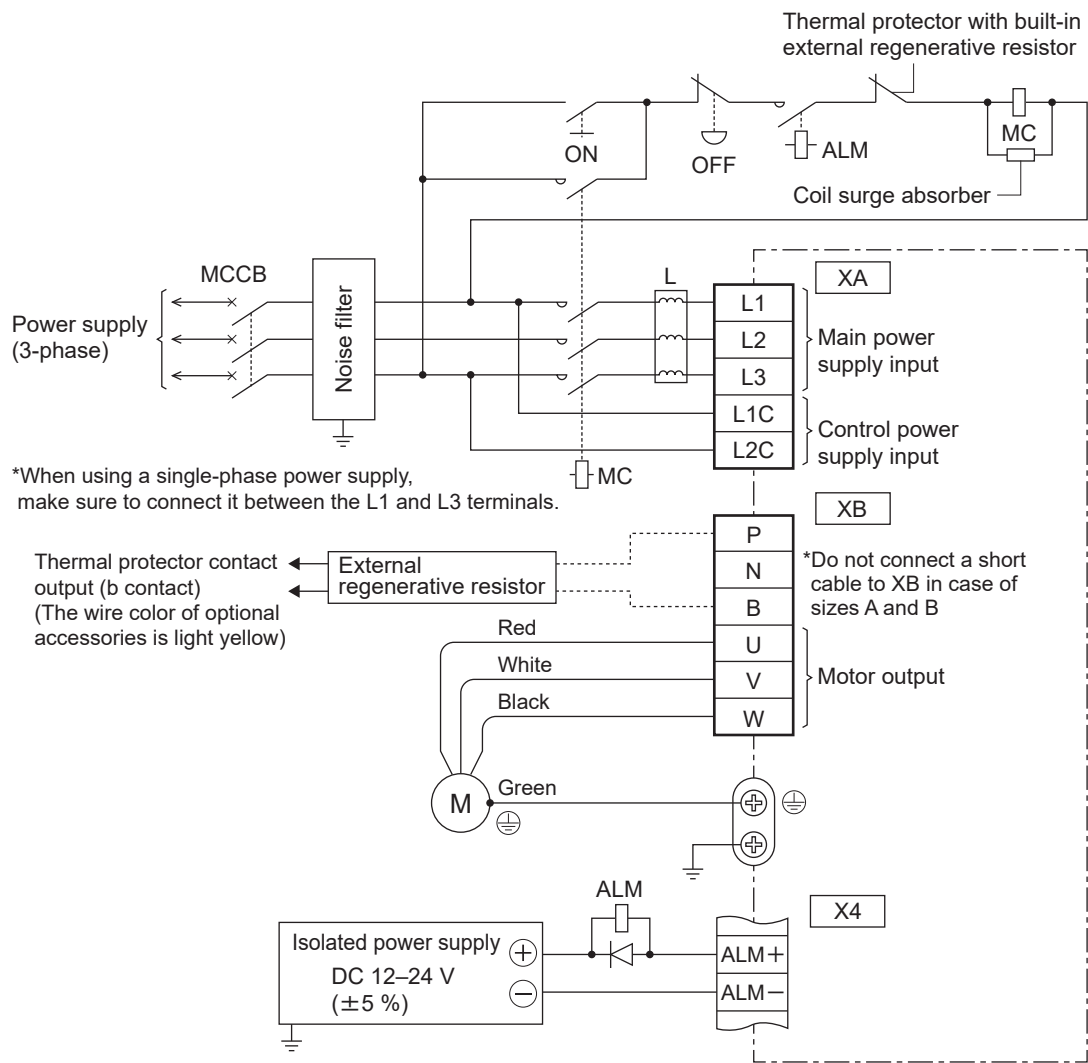 Thermal protector with built-in
external regenerative resistor
ON
OFF
ALM
MC
Coil surge absorber
MCCB
L
XA
Power supply
(3-phase)
Noise filter
L1
L2
L3
L1C
L2C
Main power
supply input
Control power
supply input
*When using a single-phase power supply,
make sure to connect it between the L1 and L3 terminals.
MC
XB
Thermal protector contact
output (b contact)
(The wire color of optional
accessories is light yellow)
External
regenerative resistor
P
N
B
U
V
W
*Do not connect a short
cable to XB in case of
sizes A and B
Red
White
Black
Motor output
M
Green
ALM
X4
Isolated power supply
DC 12–24 V
(±5 %)
+
−
ALM+
ALM−